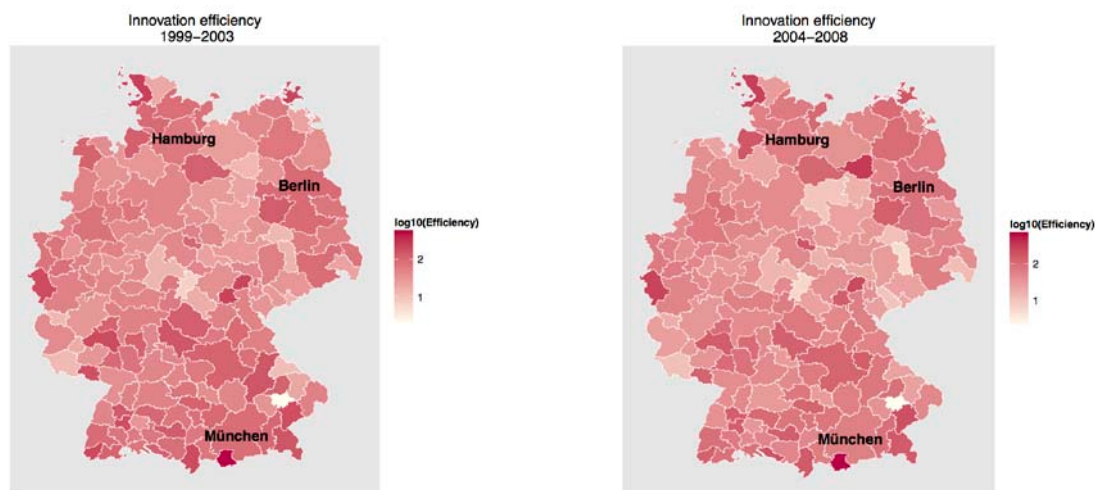 Innovation efficiency
1999–2003
Hamburg
Berlin
München
log10(Efficiency)
2
1
Innovation efficiency
2004–2008
Hamburg
Berlin
München
log10(Efficiency)
2
1